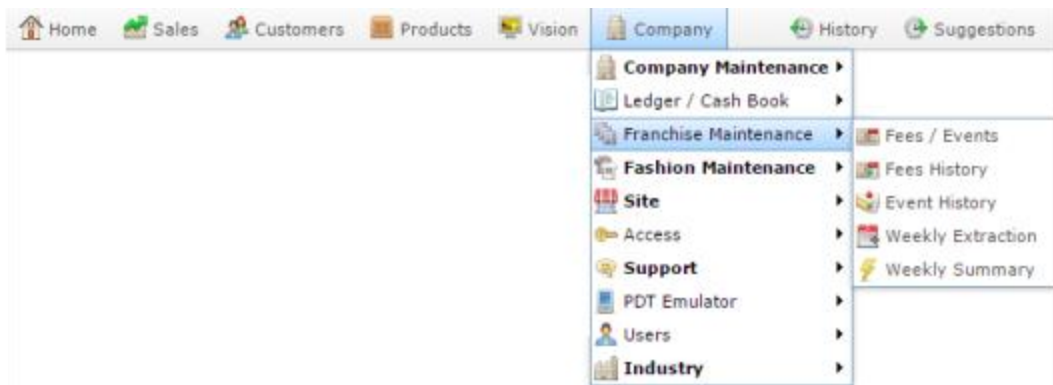 Home Sales Customers Products Vision Company History Suggestions
Company Maintenance
Ledger / Cash Book
Franchise Maintenance
Fees / Events
Fashion Maintenance
Fees History
Site
Event History
Access
Weekly Extraction
Support
Weekly Summary
PDT Emulator
Users
Industry